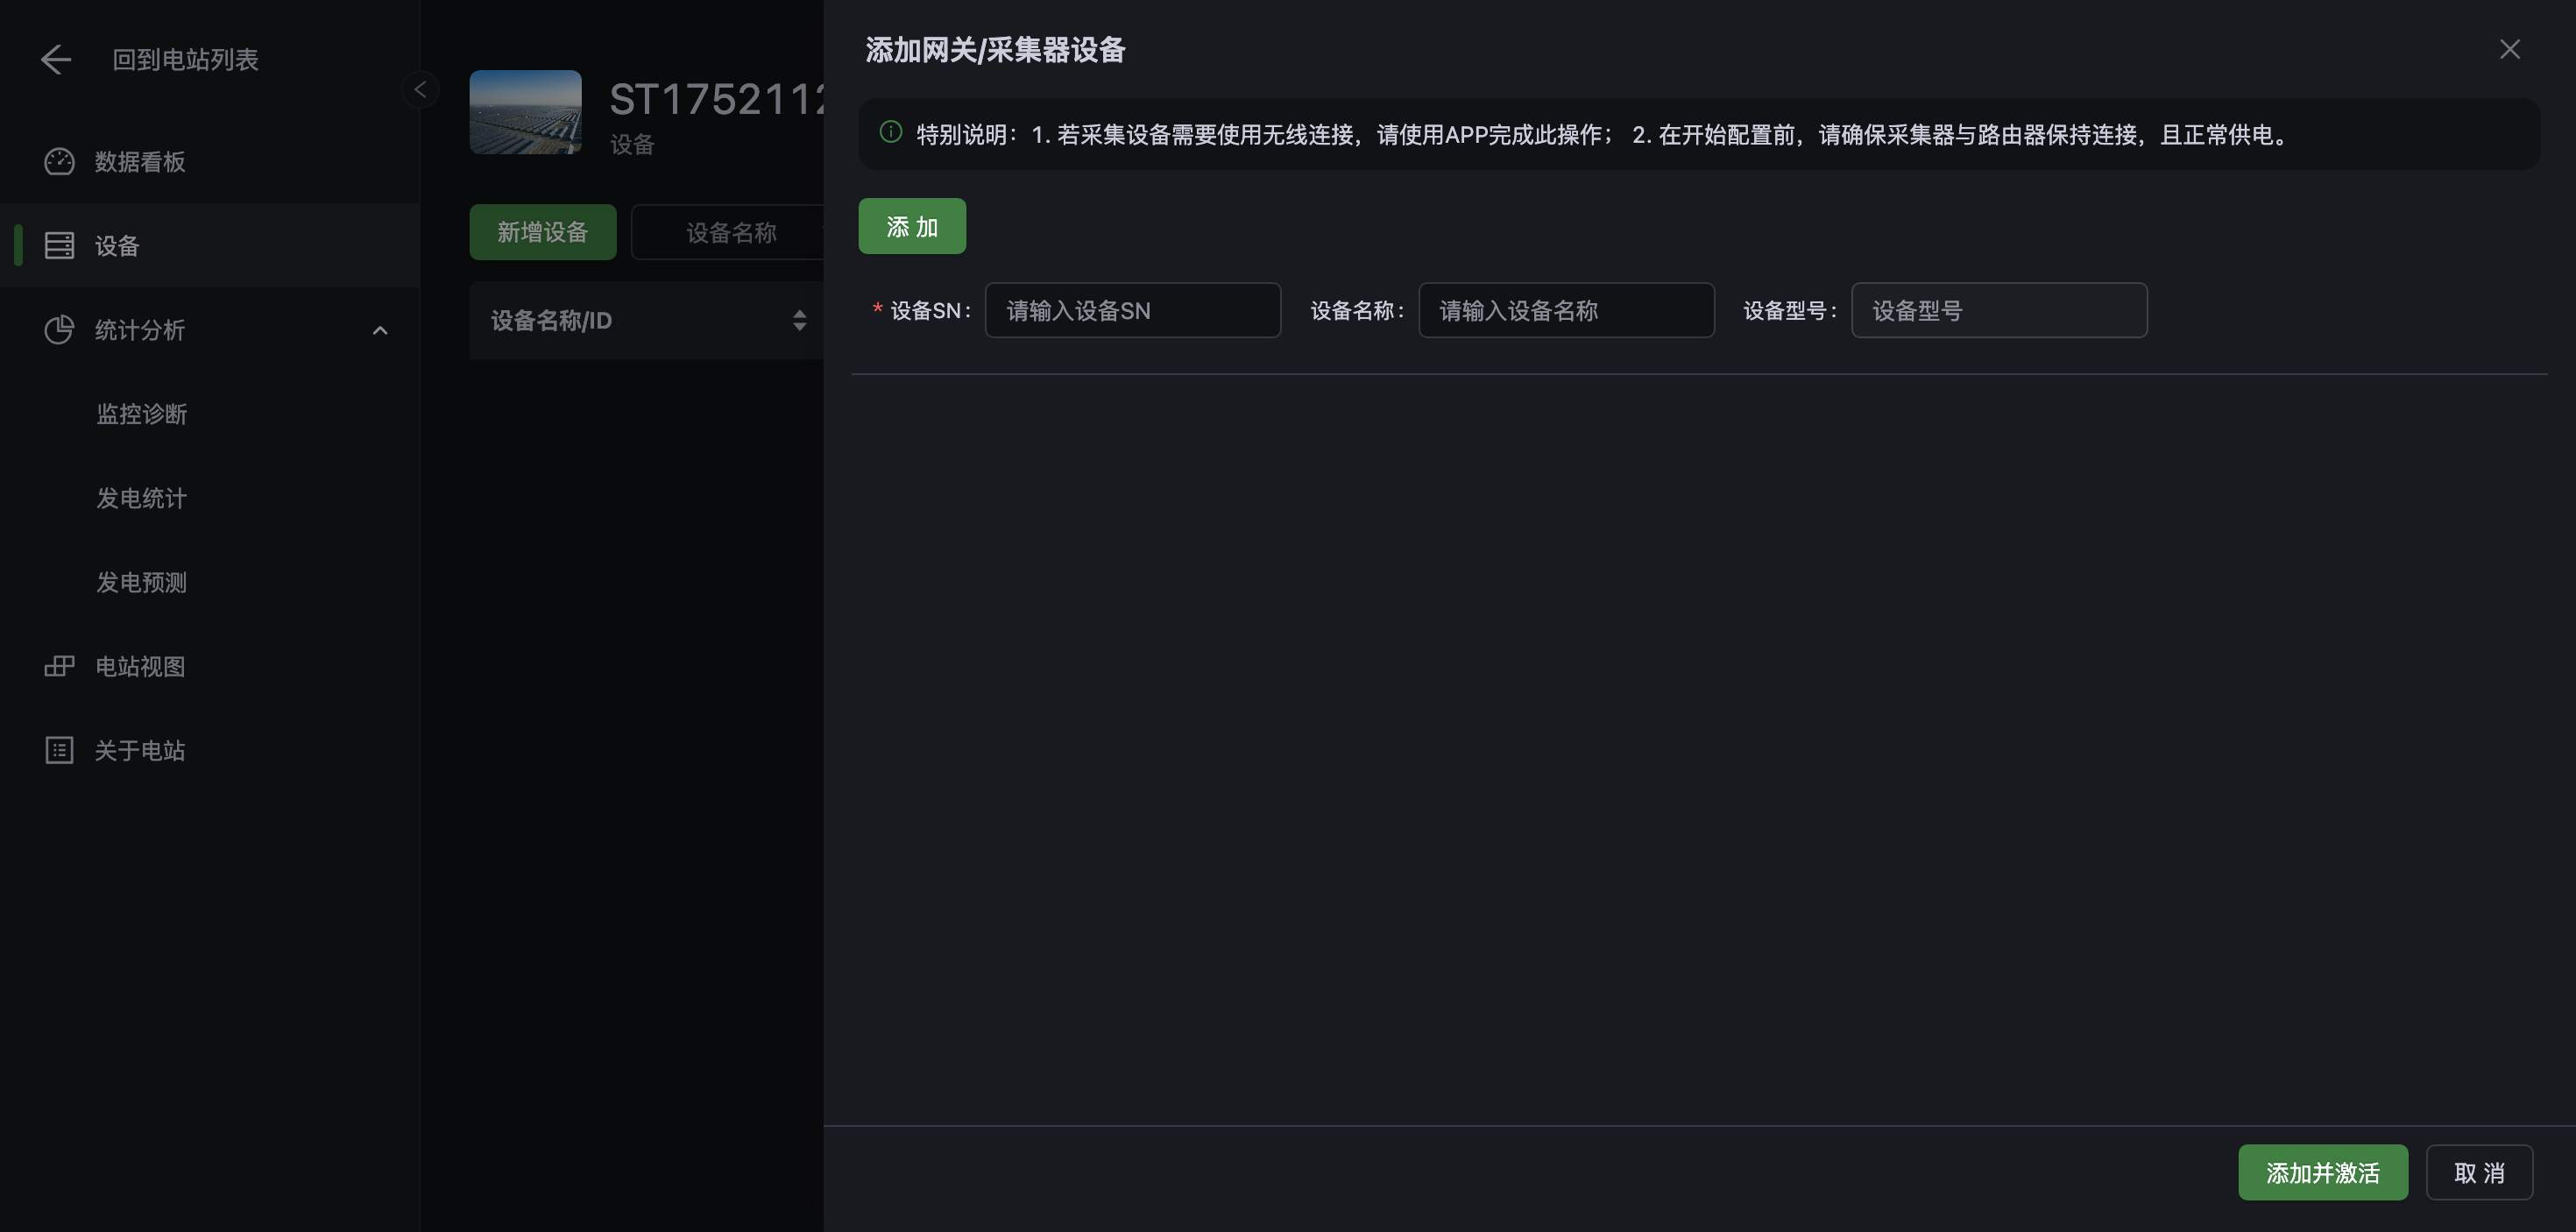 回到电站列表
数据看板
设备
统计分析
监控诊断
发电统计
发电预测
电站视图
关于电站
ST1752112
设备
新增设备
设备名称
设备名称/ID
添加网关/采集器设备
特别说明：1. 若采集设备需要使用无线连接，请使用APP完成此操作； 2. 在开始配置前，请确保采集器与路由器保持连接，且正常供电。
添 加
* 设备SN： 请输入设备SN 设备名称： 请输入设备名称 设备型号： 设备型号
添加并激活 取 消